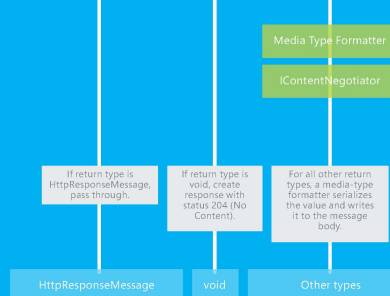 Media Type Formatter
IContentNegotiator
If return type is
HttpResponseMessage,
pass through.
If return type is
void, create
response with
status 204 (No
Content).
For all other return
types, a media-type
formatter serializes
the value and writes
it to the message
body.
HttpResponseMessage
void
Other types